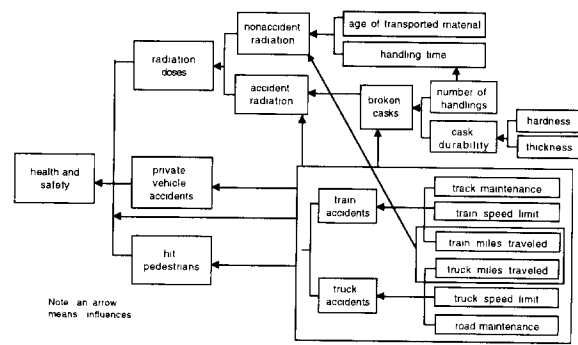 nonaccident
radiation
age of transported material
handling time
radiation
doses
accident
radiation
broken
casks
number of
handlings
cask
durability
hardness
thickness
health and
safety
private
vehicle
accidents
hit
pedestrians
train
accidents
truck
accidents
track maintenance
train speed limit
train miles traveled
truck miles traveled
truck speed limit
road maintenance
Note an arrow
means influences